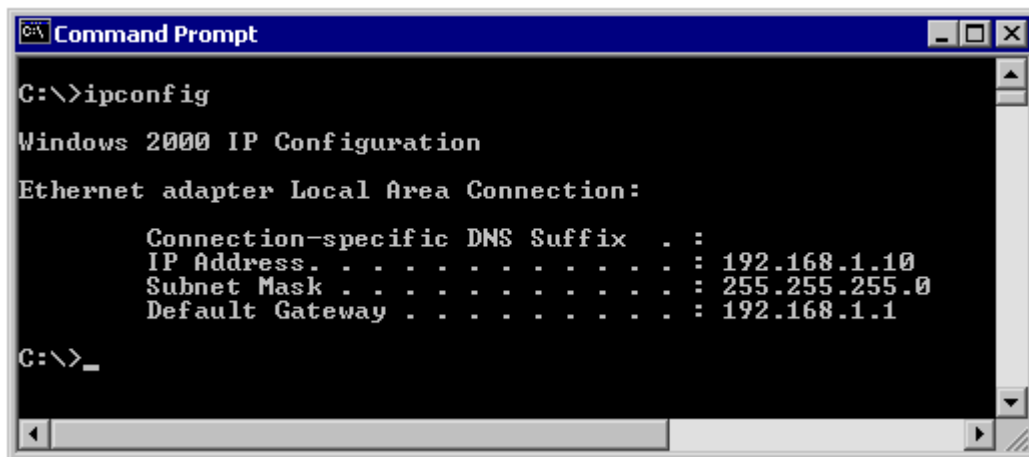 Command Prompt
C:\>ipconfig
Windows 2000 IP Configuration
Ethernet adapter Local Area Connection:
Connection-specific DNS Suffix  . :
IP Address. . . . . . . . . . . . : 192.168.1.10
Subnet Mask . . . . . . . . . . . : 255.255.255.0
Default Gateway . . . . . . . . . : 192.168.1.1
C:\>_